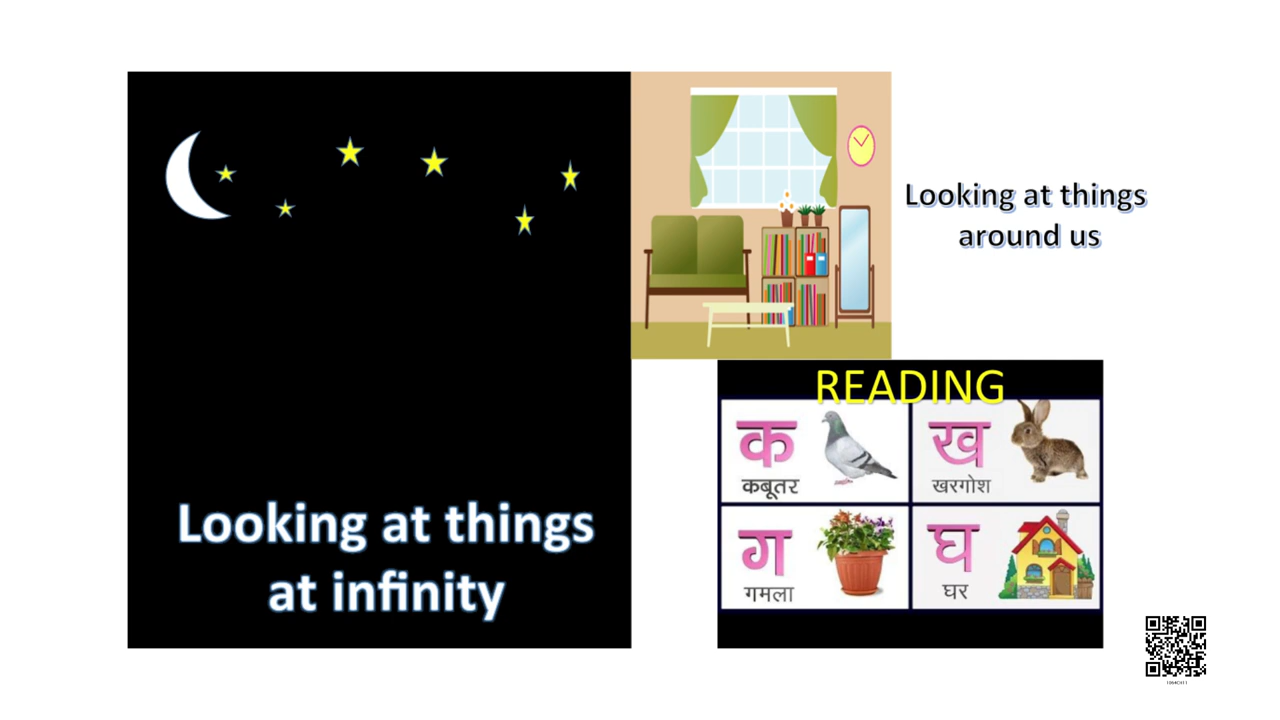 Looking at things
at infinity
Looking at things
around us
READING
क
कबूतर
ख
खरगोश
ग
गमला
घ
घर